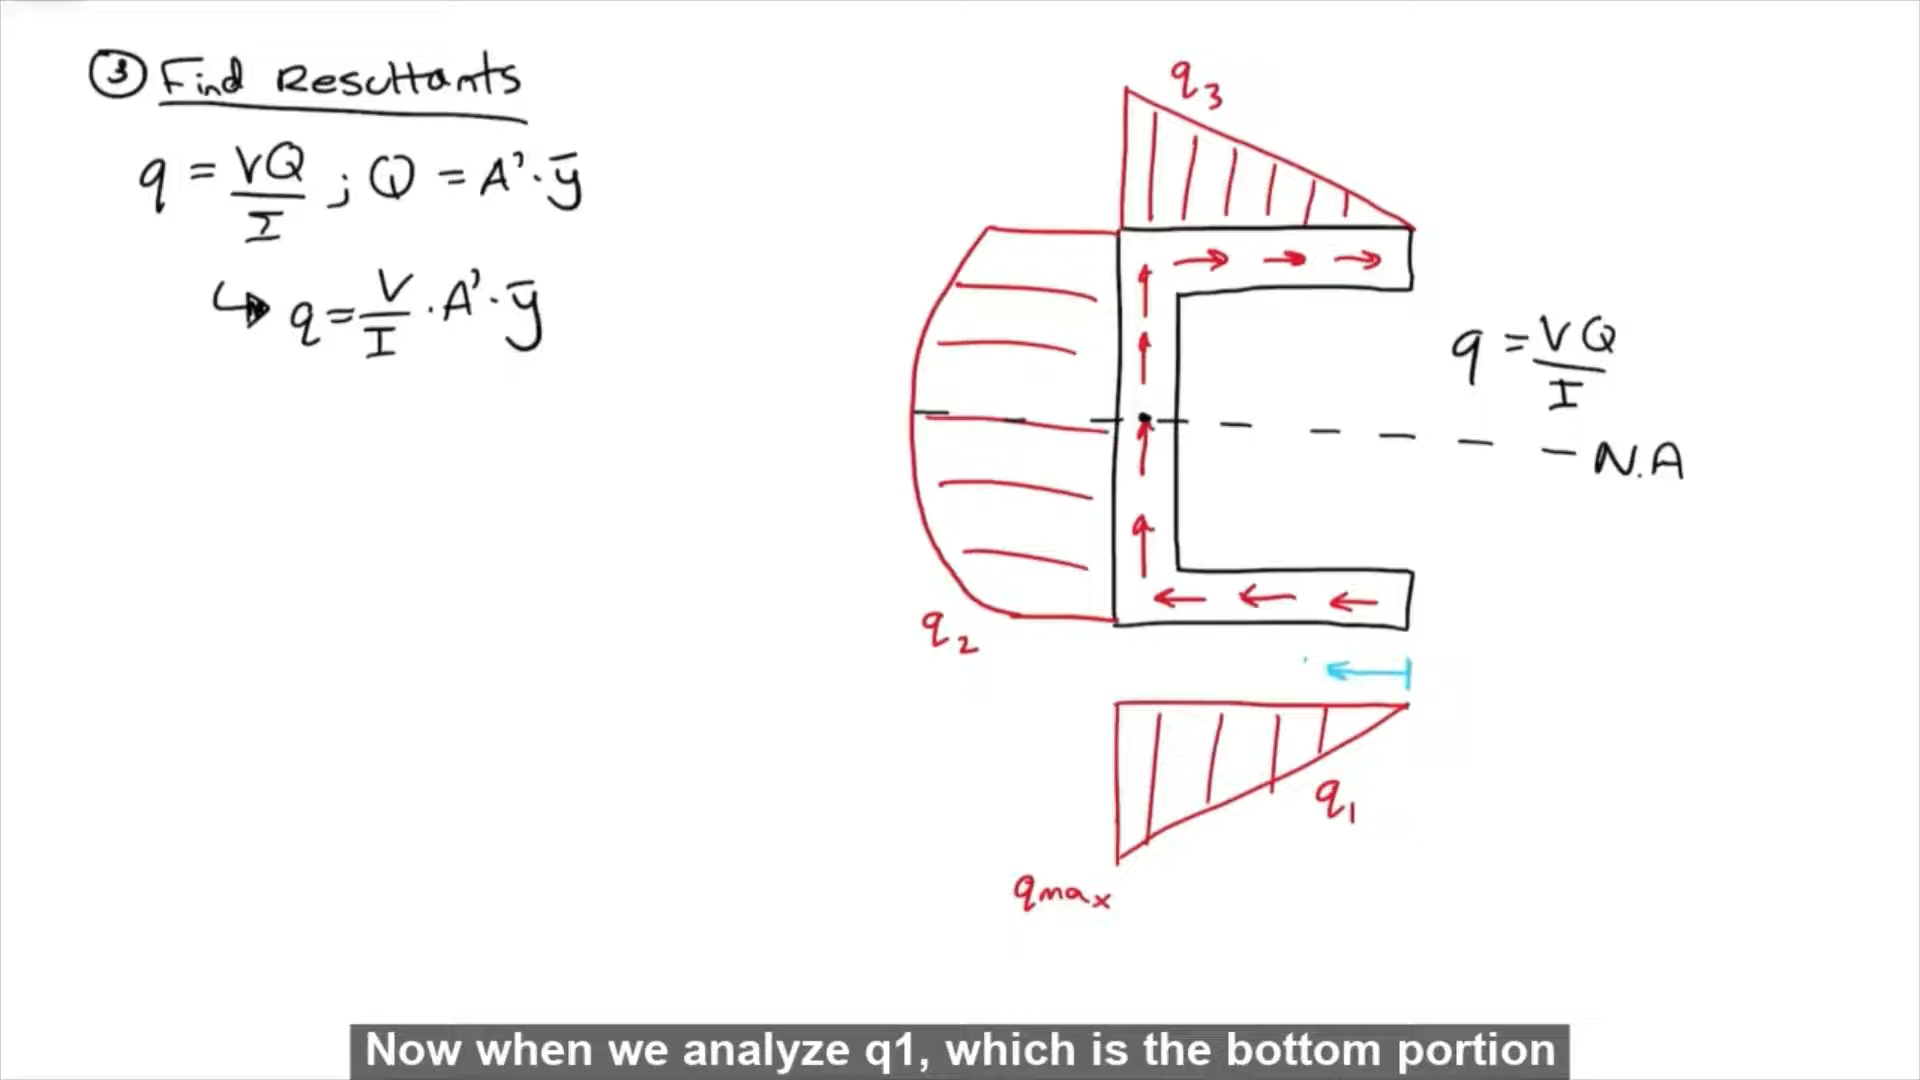 ③ Find Resultants
q = VQ/I ; Q = A'·ȳ
↳ q = V/I · A'·ȳ
q3
q = VQ/I
N.A
q2
q1
qmax
Now when we analyze q1, which is the bottom portion